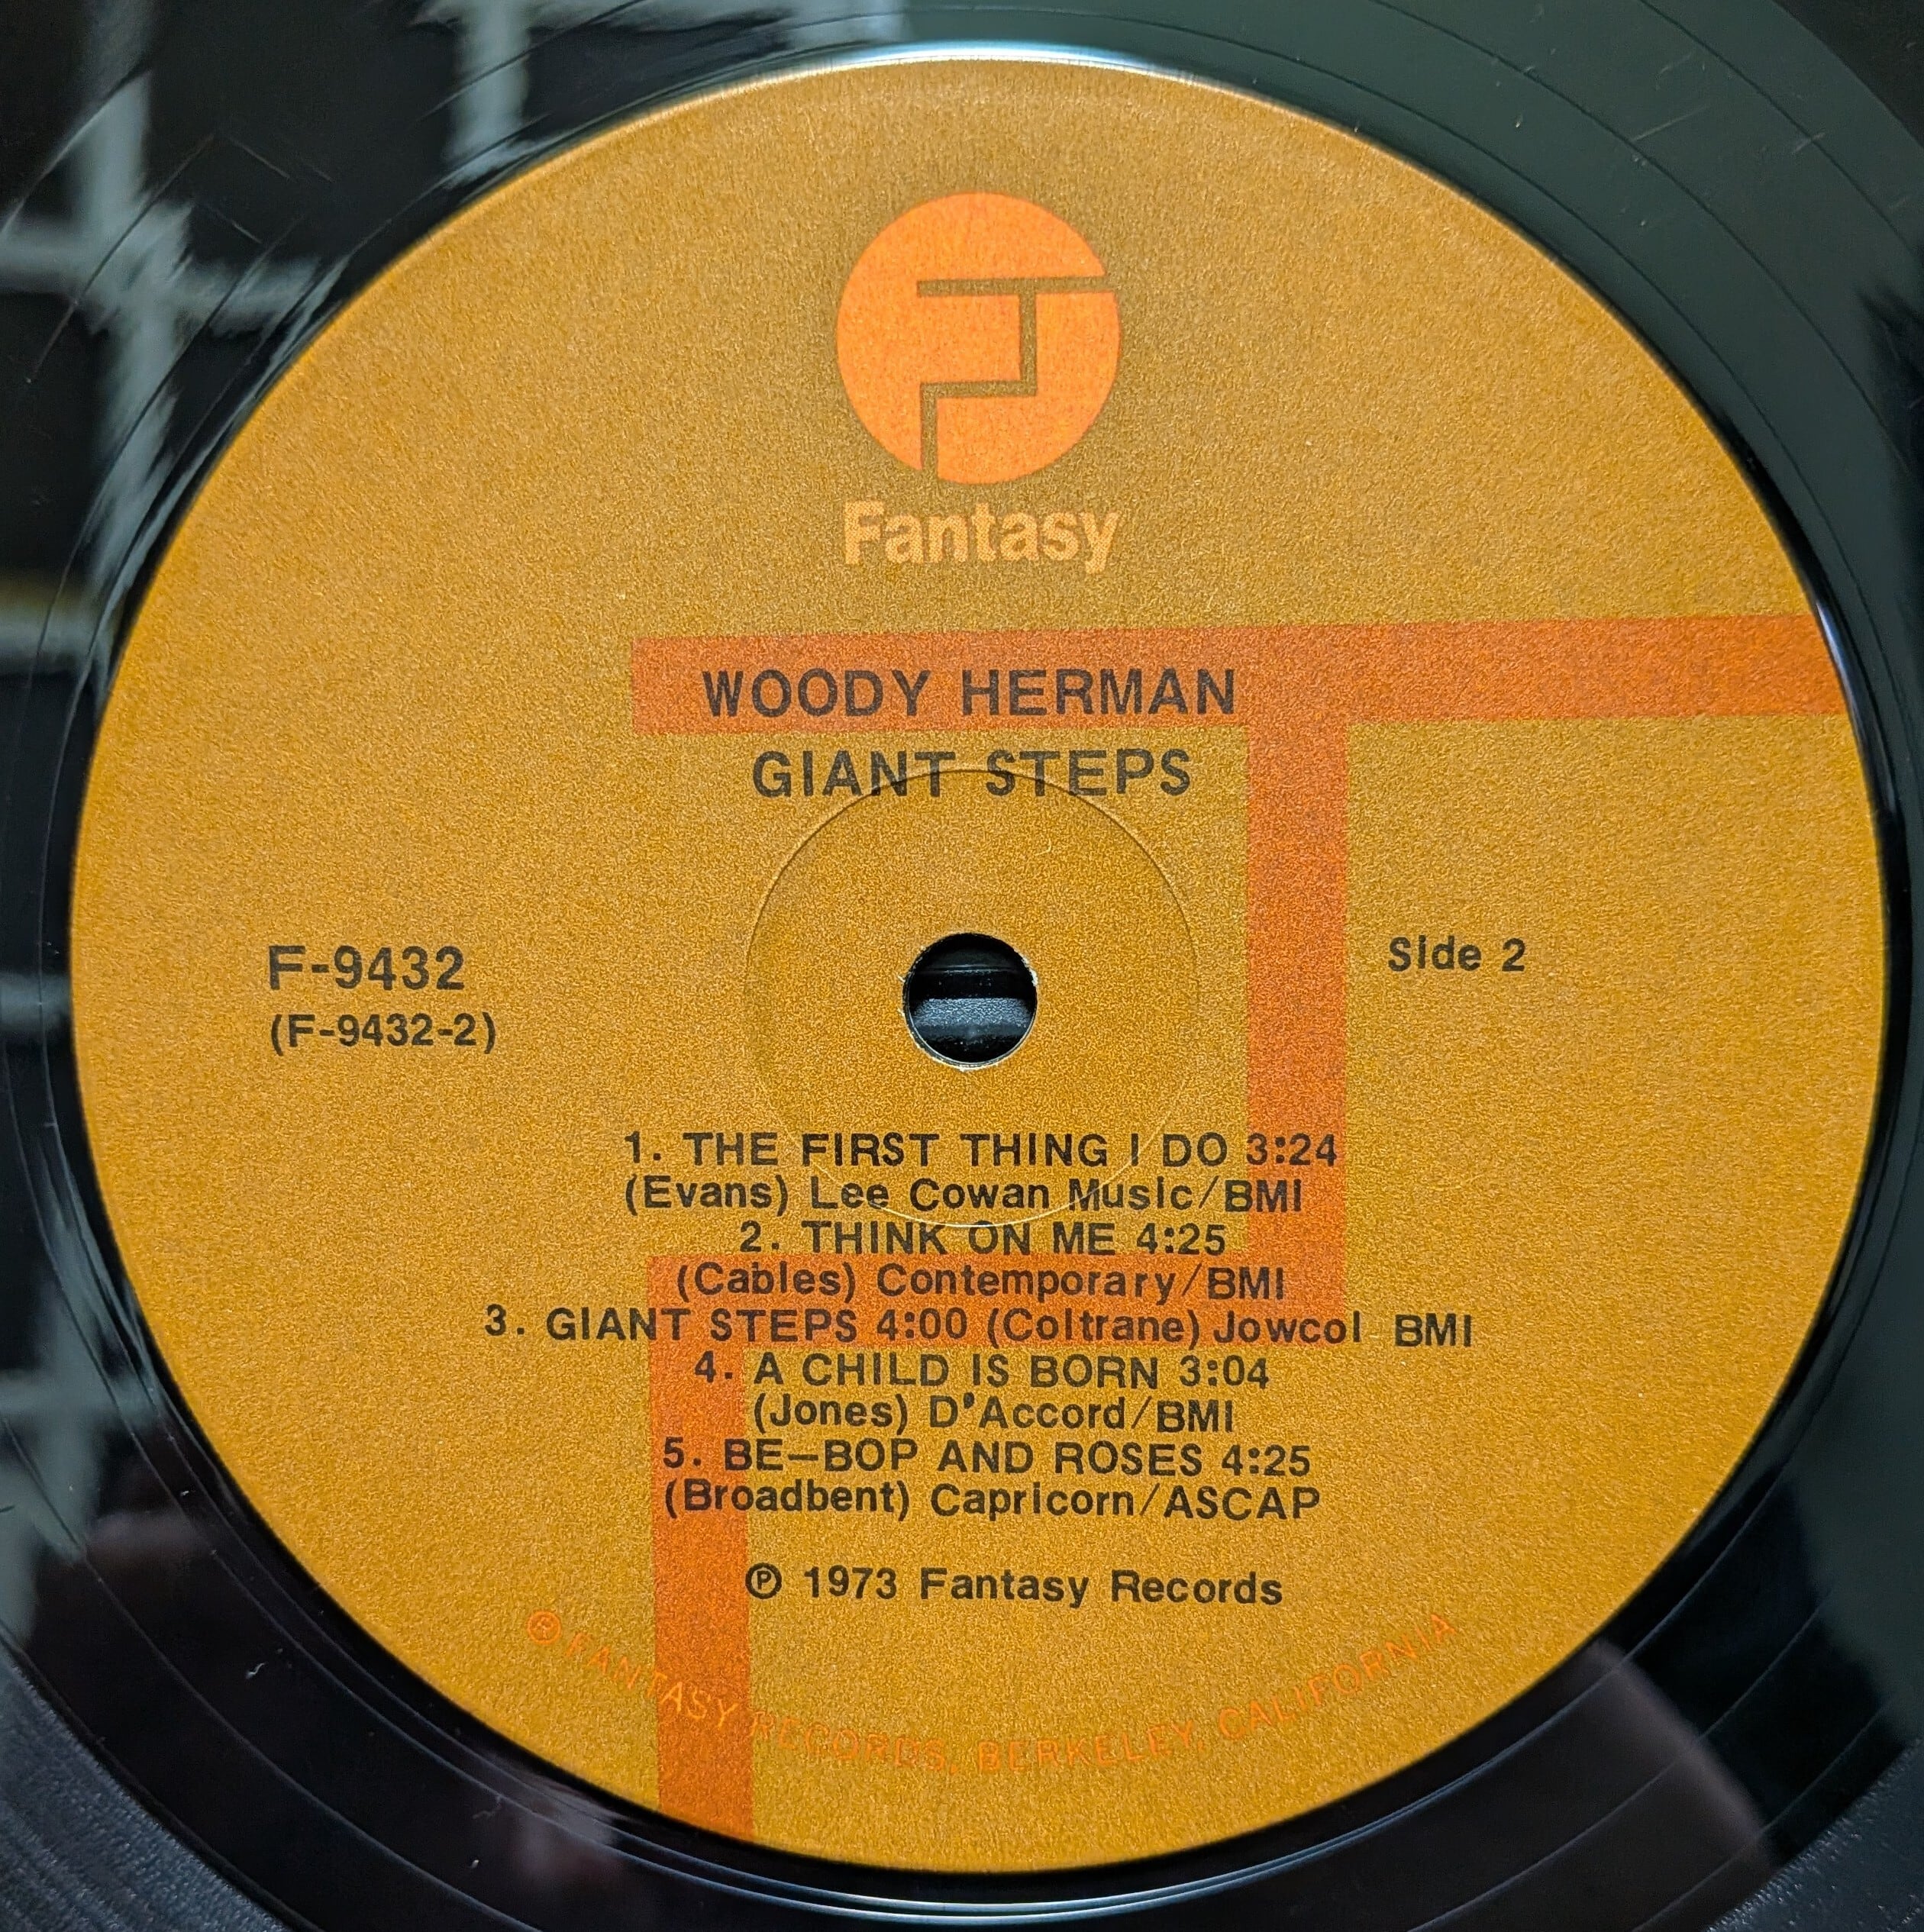 Fantasy
WOODY HERMAN
GIANT STEPS
F-9432
(F-9432-2)
Side 2
1. THE FIRST THING I DO 3:24
(Evans) Lee Cowan Music/BMI
2. THINK ON ME 4:25
(Cables) Contemporary/BMI
3. GIANT STEPS 4:00 (Coltrane) Jowcol BMI
4. A CHILD IS BORN 3:04
(Jones) D'Accord/BMI
5. BE—BOP AND ROSES 4:25
(Broadbent) Capricorn/ASCAP
℗ 1973 Fantasy Records
® FANTASY RECORDS, BERKELEY, CALIFORNIA